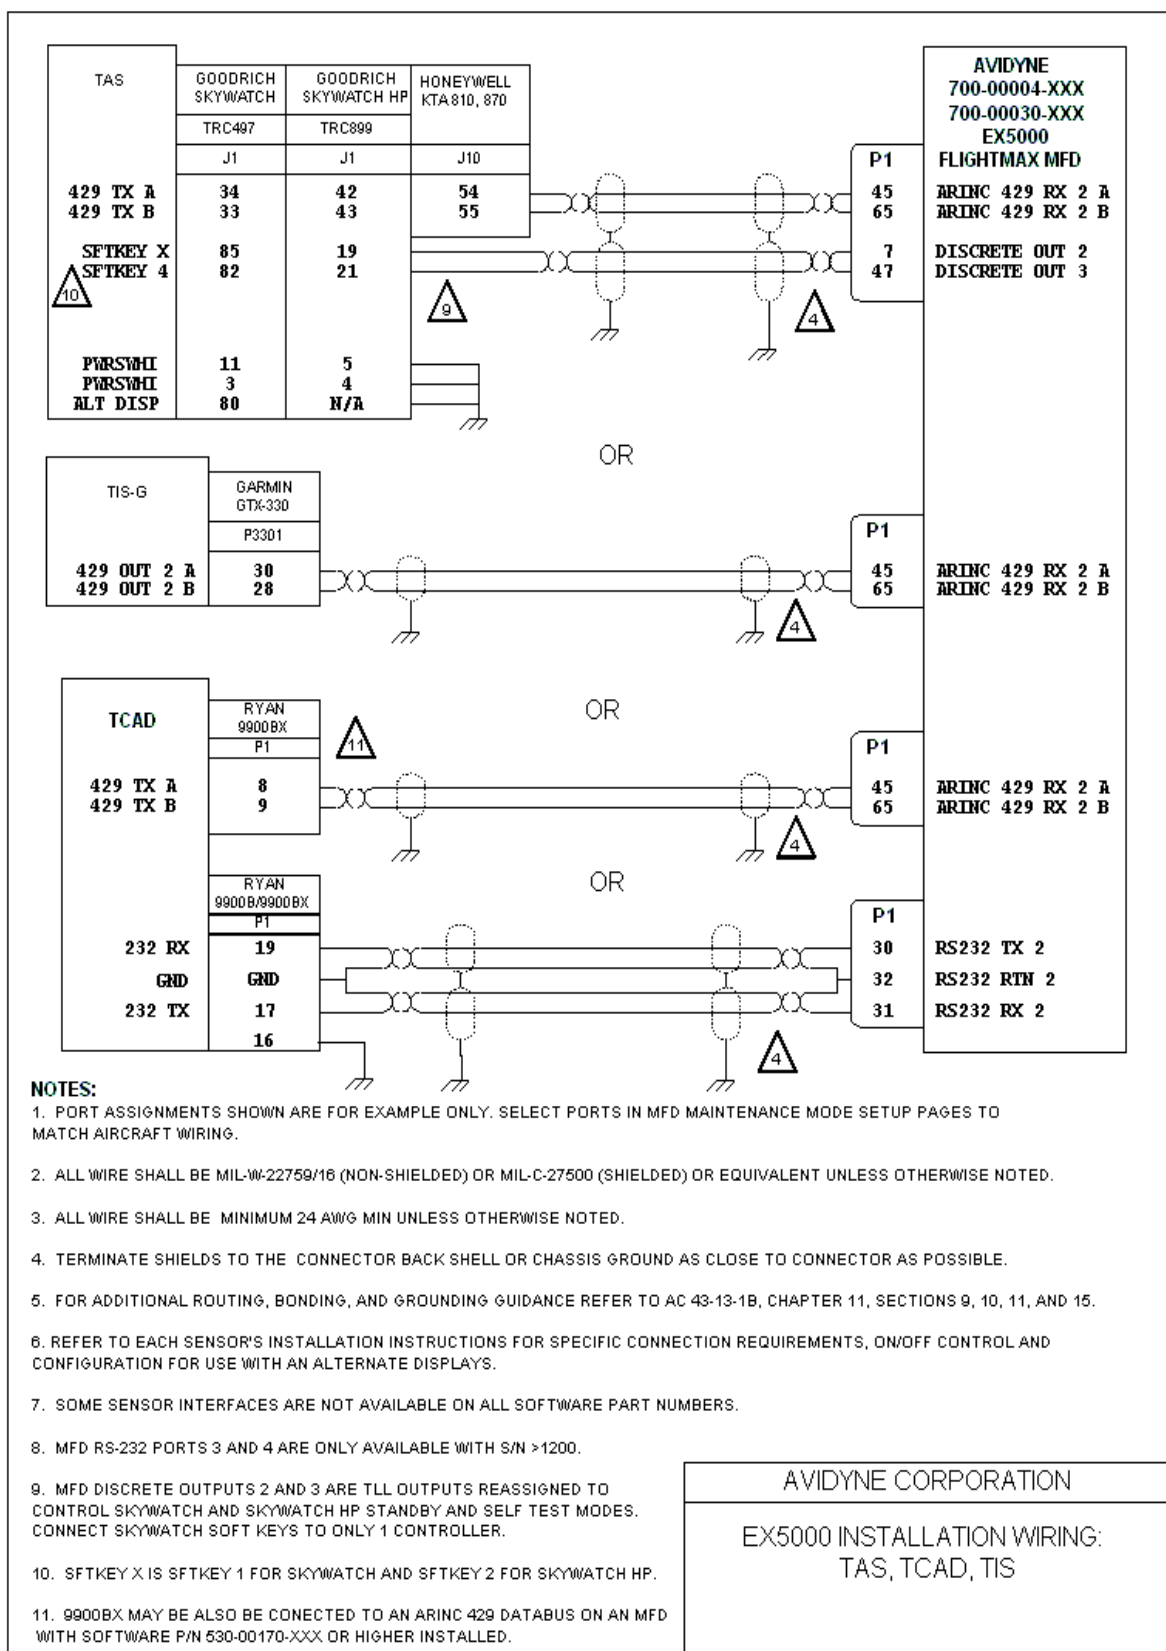 TAS
GOODRICH SKYWATCH
GOODRICH SKYWATCH HP
HONEYWELL KTA 810, 870
TRC497
TRC899
J1
J1
J10
429 TX A 34 42 54
429 TX B 33 43 55
SFTKEY X 85 19
SFTKEY 4 82 21
10
9
4
PWRSWHI 11 5
PWRSWHI 3 4
ALT DISP 80 N/A
AVIDYNE
700-00004-XXX
700-00030-XXX
EX5000
FLIGHTMAX MFD
P1
45 ARINC 429 RX 2 A
65 ARINC 429 RX 2 B
7 DISCRETE OUT 2
47 DISCRETE OUT 3
OR
TIS-G
GARMIN
GTX-330
P3301
429 OUT 2 A 30
429 OUT 2 B 28
4
P1
45 ARINC 429 RX 2 A
65 ARINC 429 RX 2 B
OR
TCAD
RYAN
9900BX
P1
11
429 TX A 8
429 TX B 9
4
P1
45 ARINC 429 RX 2 A
65 ARINC 429 RX 2 B
OR
RYAN
9900B/9900BX
P1
232 RX 19
GND GND
232 TX 17
16
4
P1
30 RS232 TX 2
32 RS232 RTN 2
31 RS232 RX 2
NOTES:
1. PORT ASSIGNMENTS SHOWN ARE FOR EXAMPLE ONLY. SELECT PORTS IN MFD MAINTENANCE MODE SETUP PAGES TO
MATCH AIRCRAFT WIRING.
2. ALL WIRE SHALL BE MIL-W-22759/16 (NON-SHIELDED) OR MIL-C-27500 (SHIELDED) OR EQUIVALENT UNLESS OTHERWISE NOTED.
3. ALL WIRE SHALL BE MINIMUM 24 AWG MIN UNLESS OTHERWISE NOTED.
4. TERMINATE SHIELDS TO THE CONNECTOR BACK SHELL OR CHASSIS GROUND AS CLOSE TO CONNECTOR AS POSSIBLE.
5. FOR ADDITIONAL ROUTING, BONDING, AND GROUNDING GUIDANCE REFER TO AC 43-13-1B, CHAPTER 11, SECTIONS 9, 10, 11, AND 15.
6. REFER TO EACH SENSOR'S INSTALLATION INSTRUCTIONS FOR SPECIFIC CONNECTION REQUIREMENTS, ON/OFF CONTROL AND
CONFIGURATION FOR USE WITH AN ALTERNATE DISPLAYS.
7. SOME SENSOR INTERFACES ARE NOT AVAILABLE ON ALL SOFTWARE PART NUMBERS.
8. MFD RS-232 PORTS 3 AND 4 ARE ONLY AVAILABLE WITH S/N >1200.
9. MFD DISCRETE OUTPUTS 2 AND 3 ARE TLL OUTPUTS REASSIGNED TO
CONTROL SKYWATCH AND SKYWATCH HP STANDBY AND SELF TEST MODES.
CONNECT SKYWATCH SOFT KEYS TO ONLY 1 CONTROLLER.
10. SFTKEY X IS SFTKEY 1 FOR SKYWATCH AND SFTKEY 2 FOR SKYWATCH HP.
11. 9900BX MAY BE ALSO BE CONECTED TO AN ARINC 429 DATABUS ON AN MFD
WITH SOFTWARE P/N 530-00170-XXX OR HIGHER INSTALLED.
AVIDYNE CORPORATION
EX5000 INSTALLATION WIRING:
TAS, TCAD, TIS